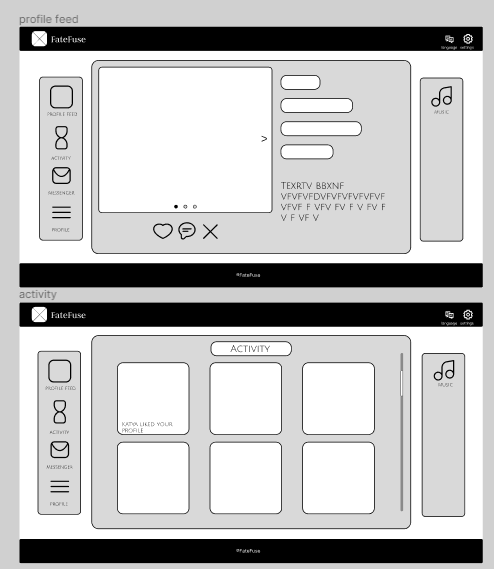 profile feed
FateFuse
language settings
PROFILE FEED
ACTIVITY
MESSENGER
PROFILE
>
TEXRTV BBXNF
VFVFVFDVFVFVFVFVFVF
VFVF F VFV FV F V FV F
V F VF V
MUSIC
©FateFuse
activity
FateFuse
language settings
PROFILE FEED
ACTIVITY
MESSENGER
PROFILE
ACTIVITY
KATYA LIKED YOUR
PROFILE
MUSIC
©FateFuse